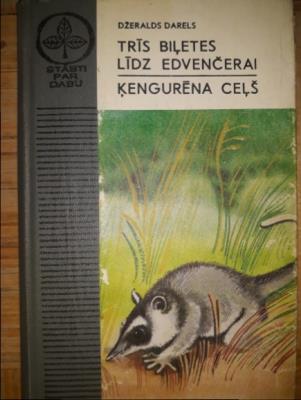 STĀSTI
PAR
DABU
DŽERALDS DARELS
TRĪS BIĻETES
LĪDZ EDVENČERAI
ĶENGURĒNA CEĻŠ